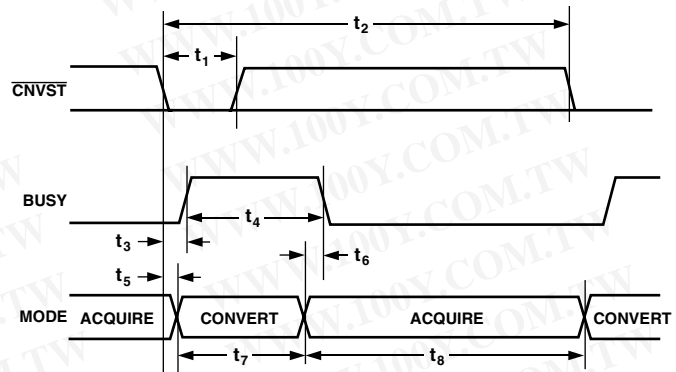 t2
t1
CNVST
BUSY
t4
t3
t6
t5
MODE ACQUIRE CONVERT ACQUIRE CONVERT
t7 t8
WWW.100Y.COM.TW